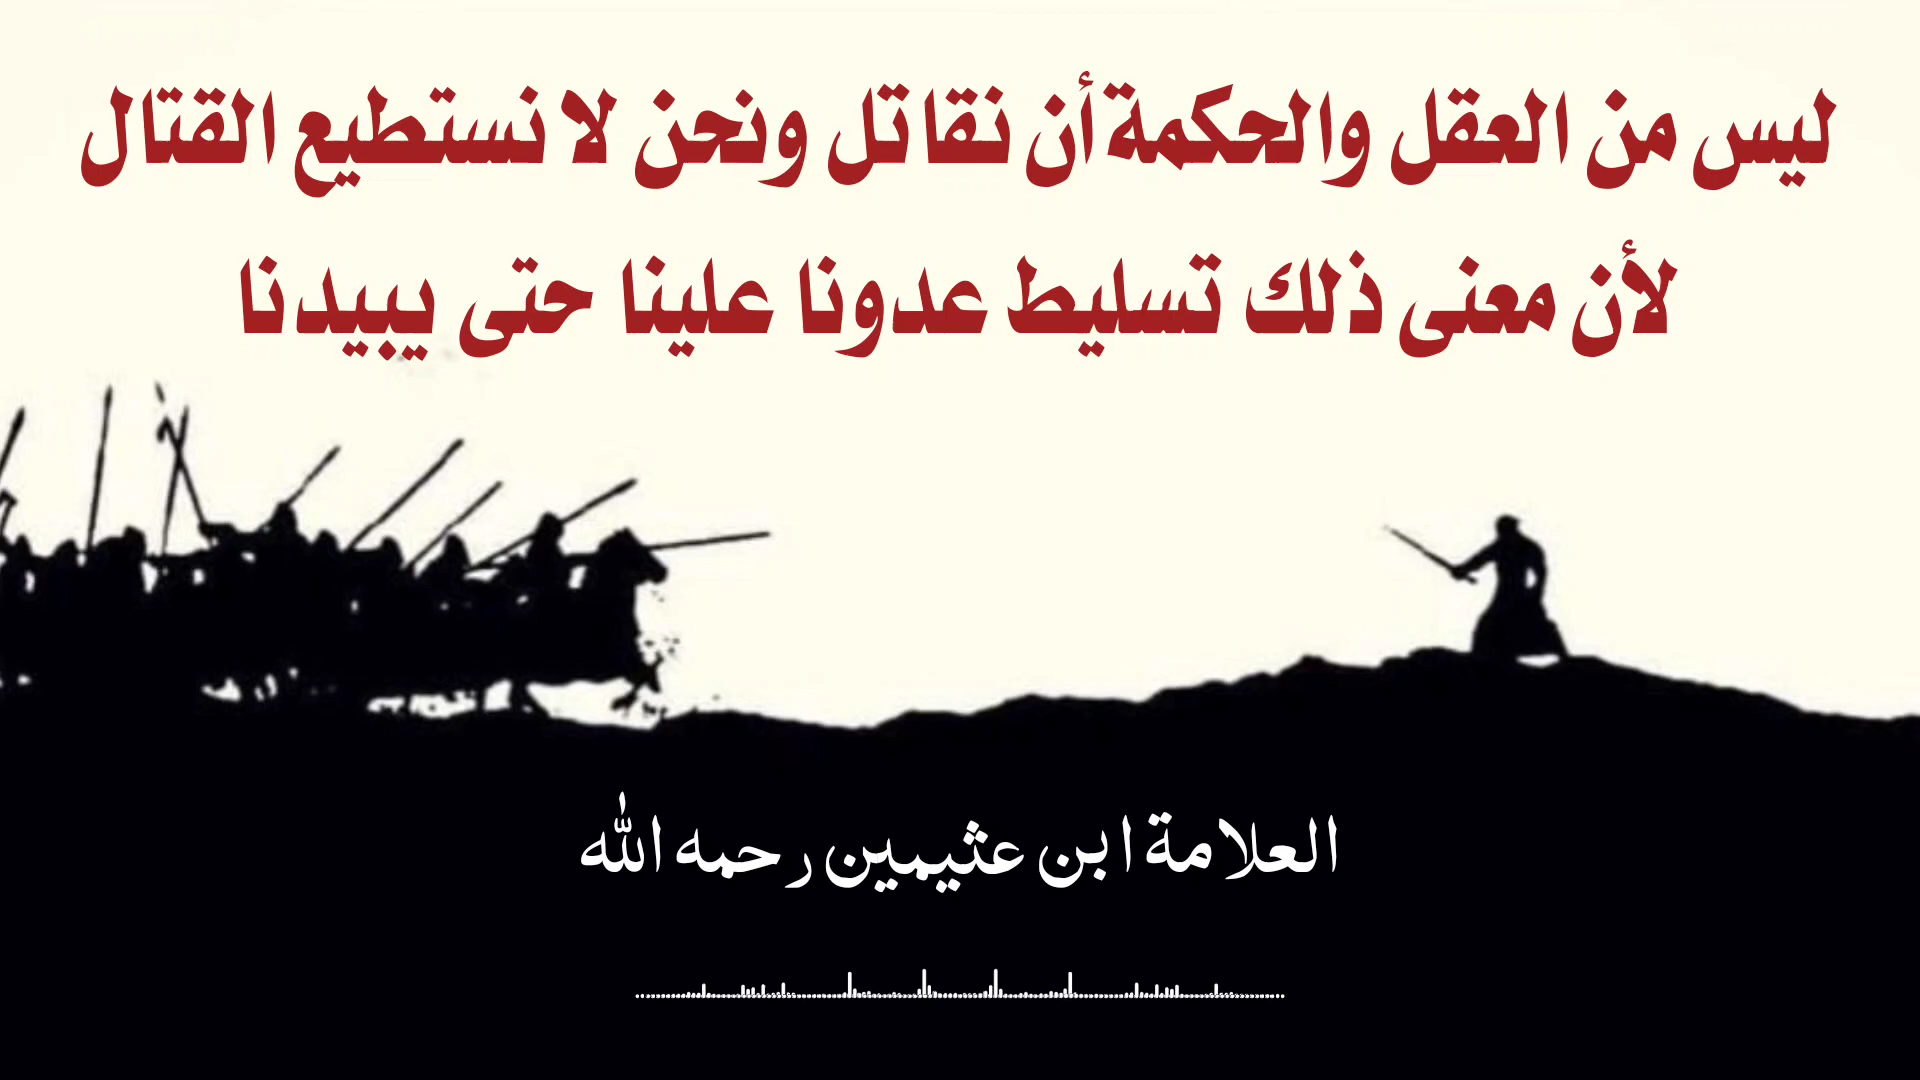 ليس من العقل والحكمة أن نقاتل ونحن لا نستطيع القتال
لأن معنى ذلك تسليط عدونا علينا حتى يبيدنا
العلامة ابن عثيمين رحمه الله